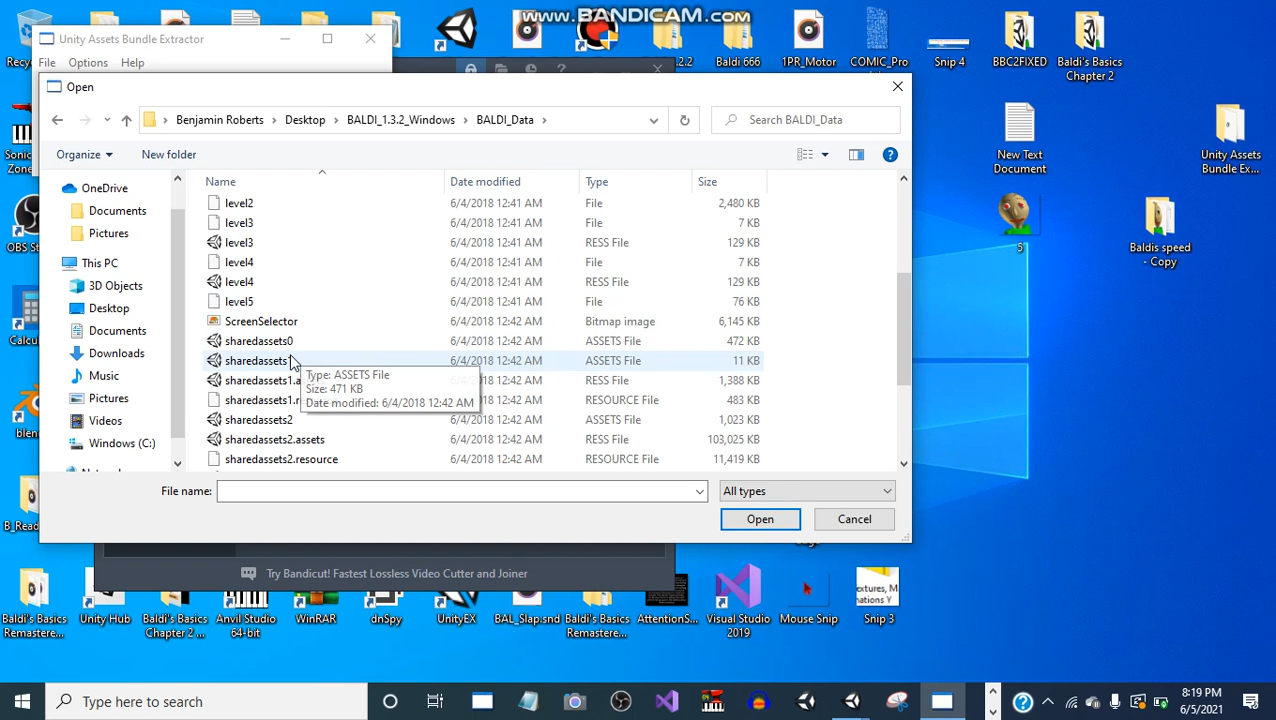 www.BANDICAM.com
Unity Assets Bundle Extractor
File Options Help
Open
Benjamin Roberts > Desktop > BALDI_1.3.2_Windows > BALDI_Data >
Search BALDI_Data
Organize New folder
Name Date modified Type Size
OneDrive
Documents
Pictures
This PC
3D Objects
Desktop
Documents
Downloads
Music
Pictures
Videos
Windows (C:)
level2 6/4/2018 12:41 AM File 2,480 KB
level3 6/4/2018 12:41 AM File 7 KB
level3 6/4/2018 12:41 AM RESS File 129 KB
level4 6/4/2018 12:41 AM File 7 KB
level4 6/4/2018 12:41 AM RESS File 129 KB
level5 6/4/2018 12:41 AM File 76 KB
ScreenSelector 6/4/2018 12:42 AM Bitmap image 6,145 KB
sharedassets0 6/4/2018 12:42 AM ASSETS File 472 KB
sharedassets1 6/4/2018 12:42 AM ASSETS File 11 KB
sharedassets1.a 6/4/2018 12:42 AM RESS File 1,388 KB
sharedassets1.r 6/4/2018 12:42 AM RESOURCE File 483 KB
sharedassets2 6/4/2018 12:42 AM ASSETS File 1,023 KB
sharedassets2.assets 6/4/2018 12:42 AM RESS File 103,025 KB
sharedassets2.resource 6/4/2018 12:42 AM RESOURCE File 11,419 KB
Type: ASSETS File
Size: 471 KB
Date modified: 6/4/2018 12:42 AM
File name:
All types
Open Cancel
Try Bandicut! Fastest Lossless Video Cutter and Joiner
Recy
Sonic
Zone
OBS St
Calcu
blen
B_Read
2.2
Baldi 666
1PR_Motor
COMIC_Pro
Snip 4
BBC2FIXED
Baldi's Basics
Chapter 2
New Text
Document
Unity Assets
Bundle Ex...
Baldis speed
- Copy
Baldi's Basics
Remastere...
Unity Hub
Baldi's Basics
Chapter 2 ...
Anvil Studio
64-bit
WinRAR
dnSpy
UnityEX
BAL_Slap.snd
Baldi's Basics
Remastere...
AttentionS...
Visual Studio
2019
Mouse Snip
Snip 3
Type here to search
8:19 PM
6/5/2021